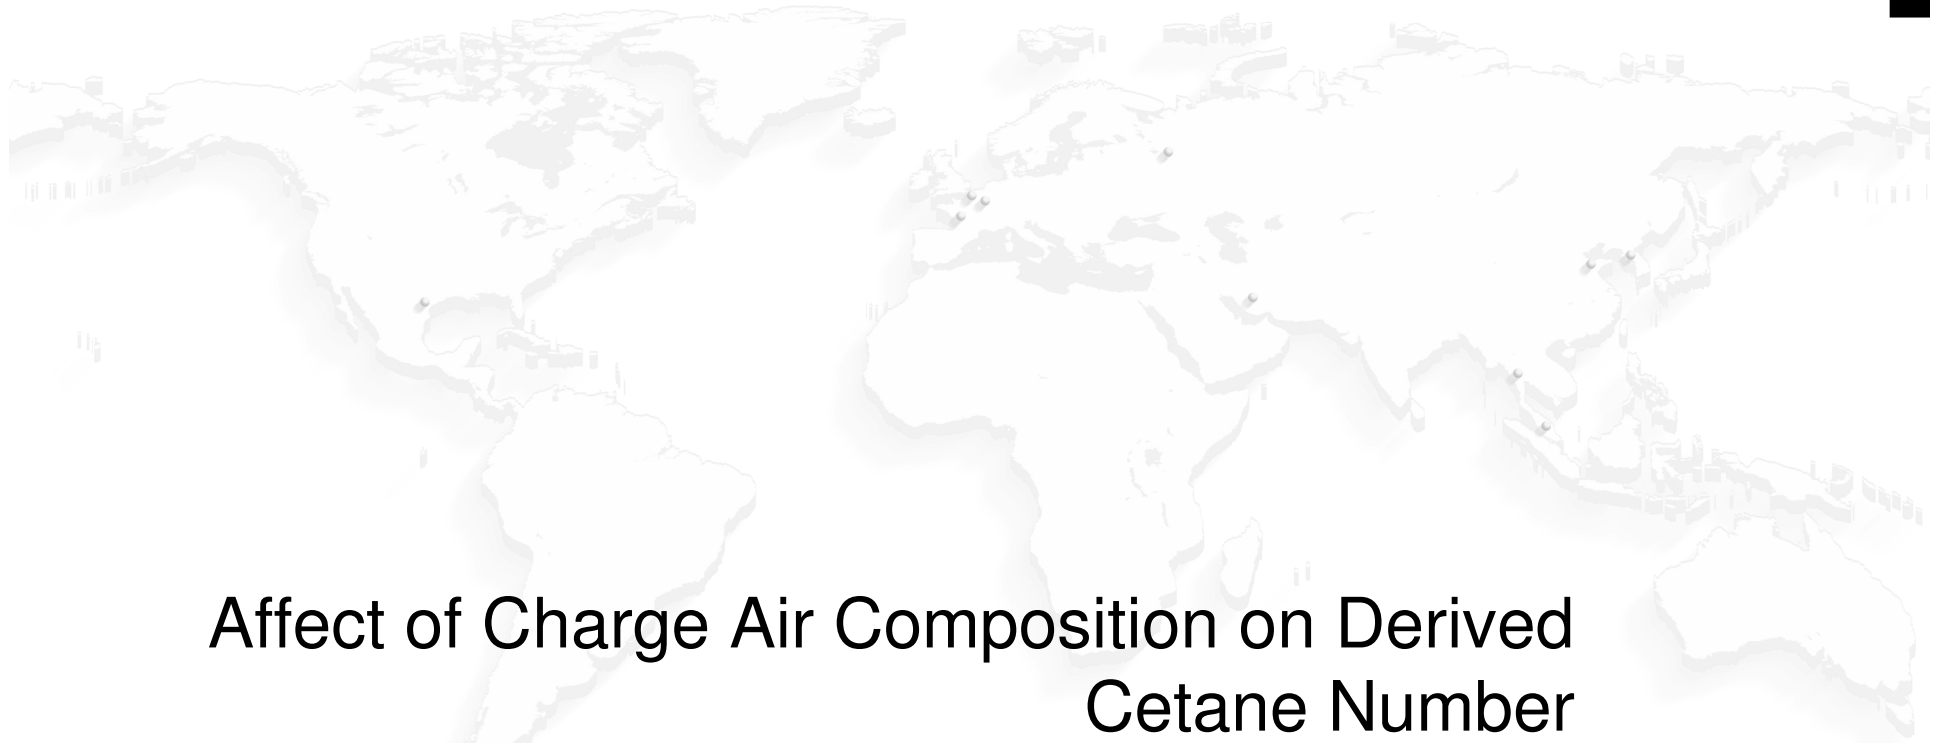 Affect of Charge Air Composition on Derived
Cetane Number